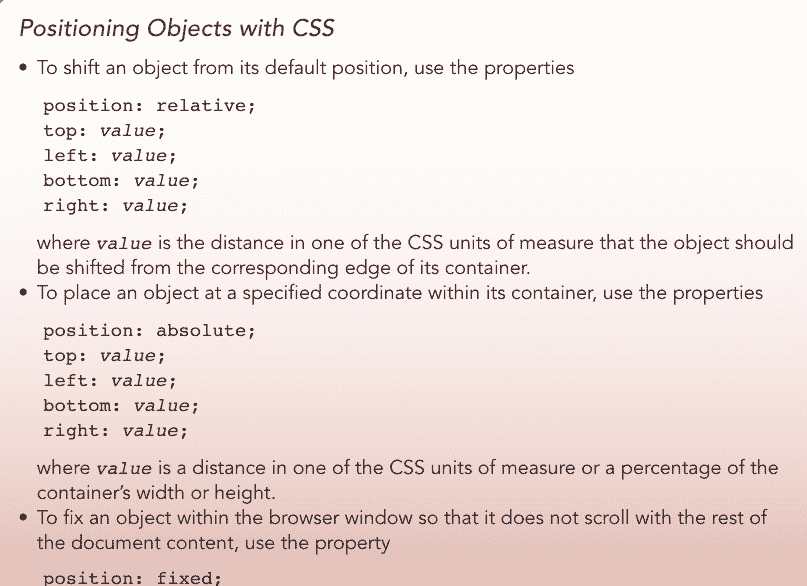 Positioning Objects with CSS
• To shift an object from its default position, use the properties
position: relative;
top: value;
left: value;
bottom: value;
right: value;
where value is the distance in one of the CSS units of measure that the object should
be shifted from the corresponding edge of its container.
• To place an object at a specified coordinate within its container, use the properties
position: absolute;
top: value;
left: value;
bottom: value;
right: value;
where value is a distance in one of the CSS units of measure or a percentage of the
container's width or height.
• To fix an object within the browser window so that it does not scroll with the rest of
the document content, use the property
position: fixed;